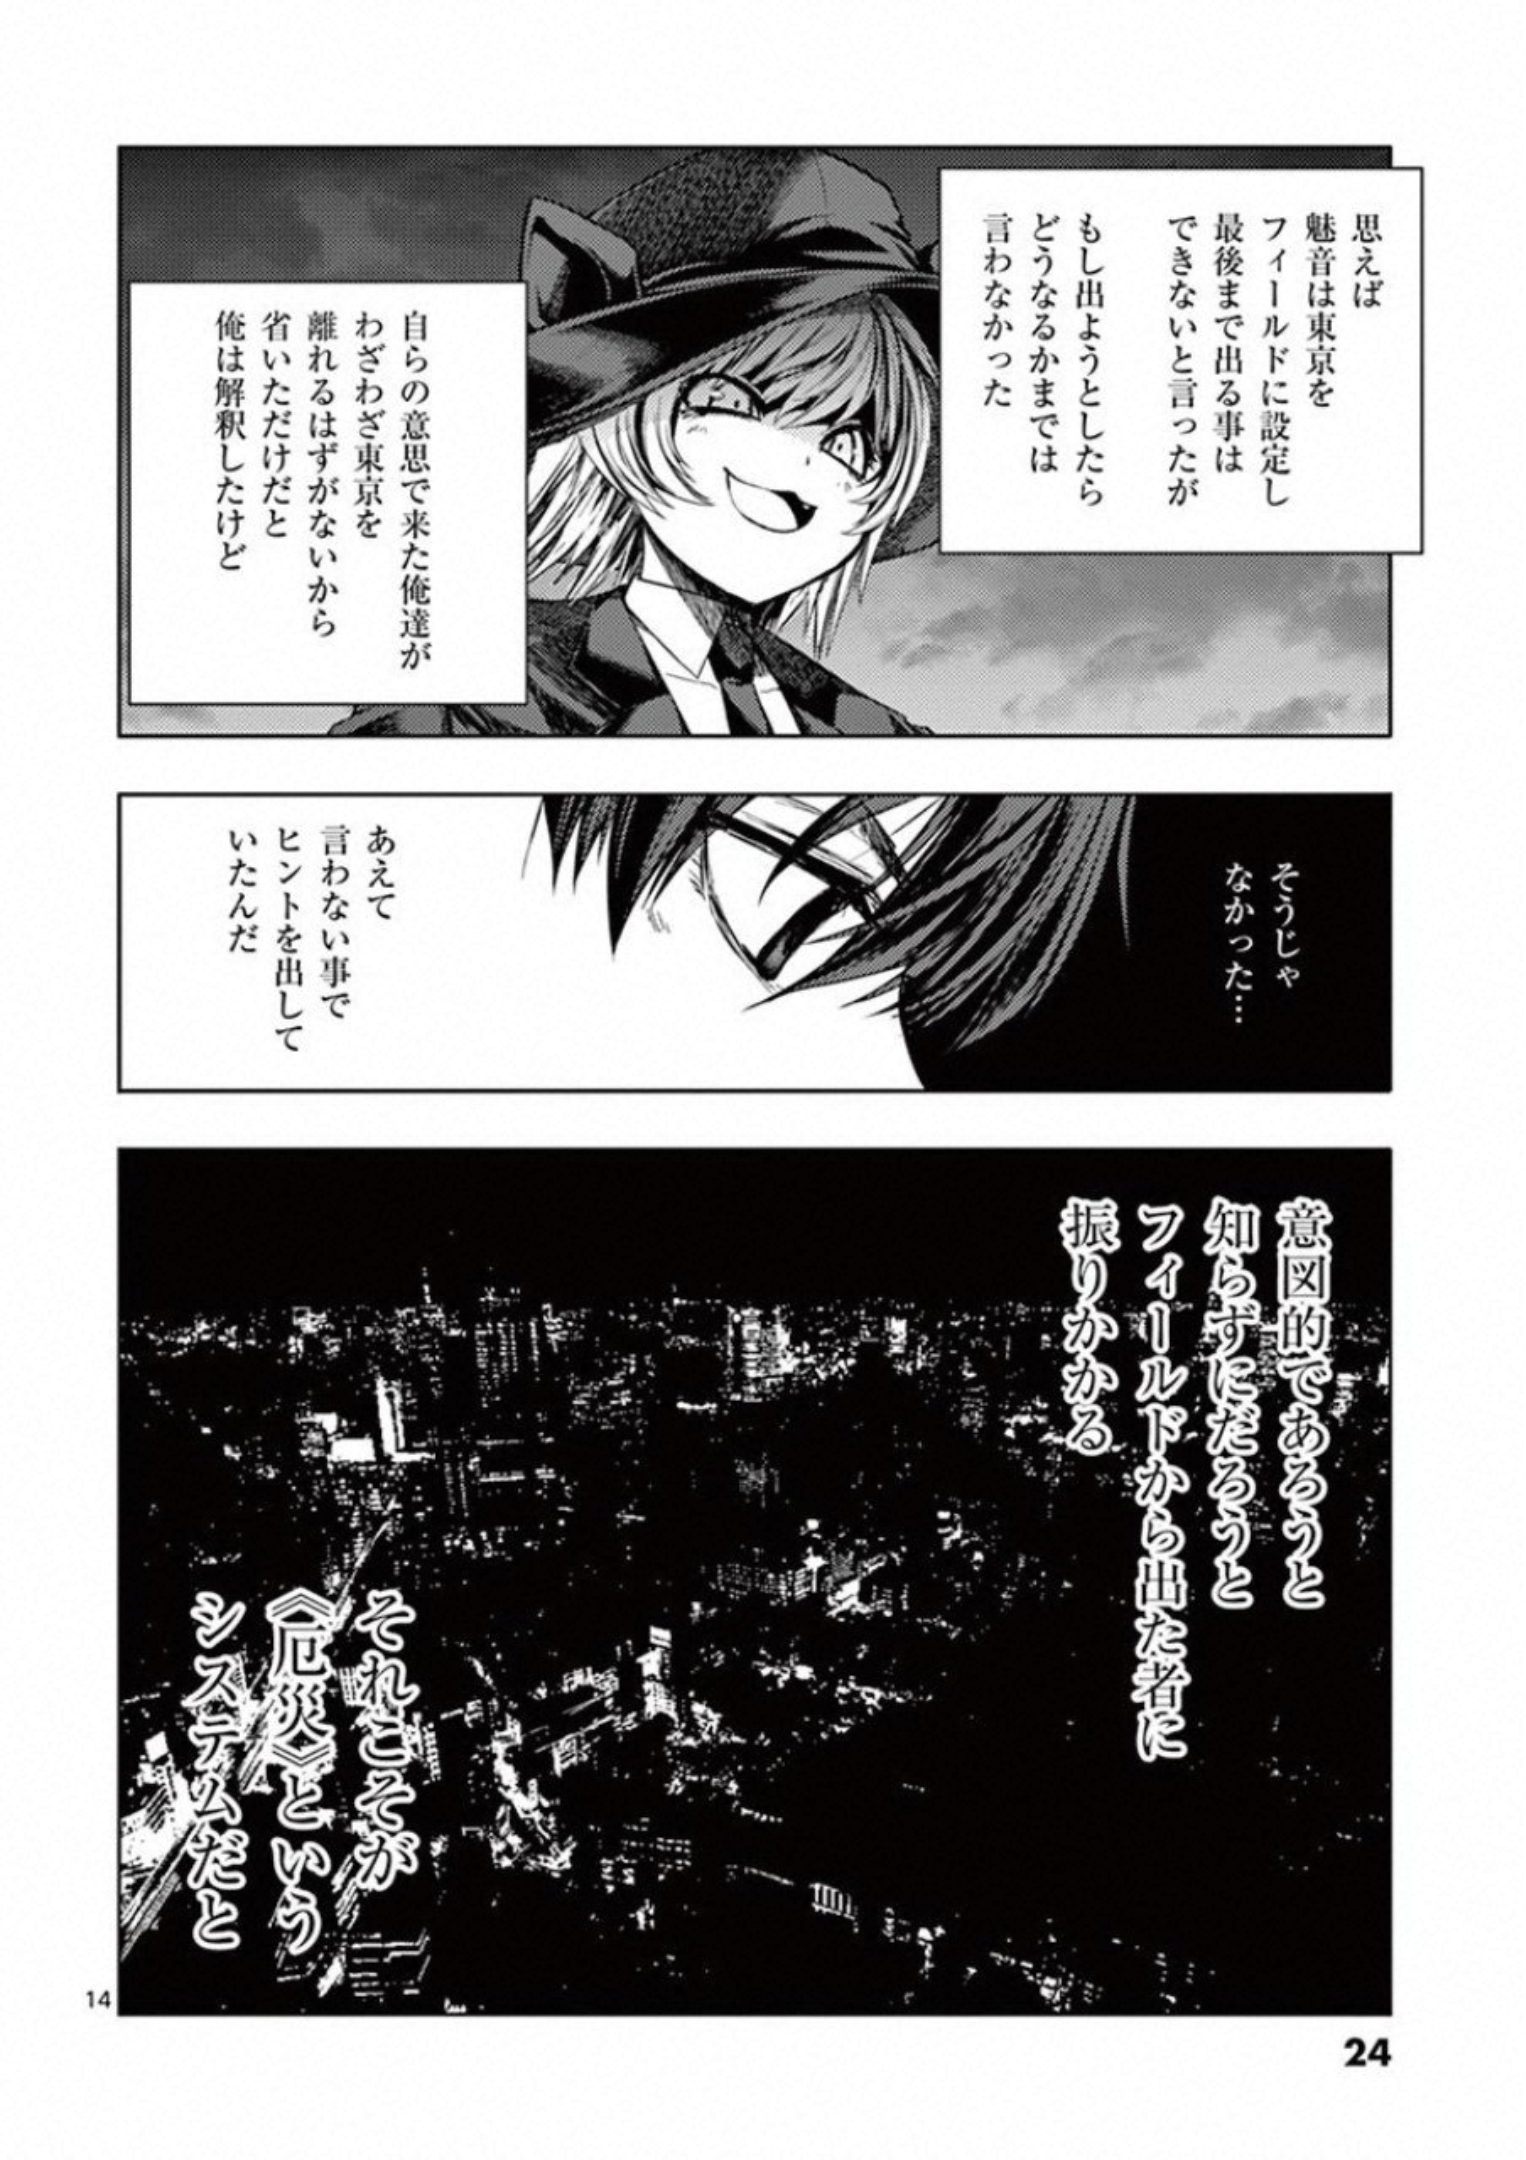 思えば
魅音は東京を
フィールドに設定し
最後まで出る事は
できないと言ったが
もし出ようとしたら
どうなるかまでは
言わなかった
自らの意思で来た俺達が
わざわざ東京を
離れるはずがないから
省いただけだと
俺は解釈したけど
そうじゃ
なかった…
あえて
言わない事で
ヒントを出して
いたんだ
意図的であろうと
知らずにだろうと
フィールドから出た者に
振りかかる
それこそが
《厄災》という
システムだと
14
24